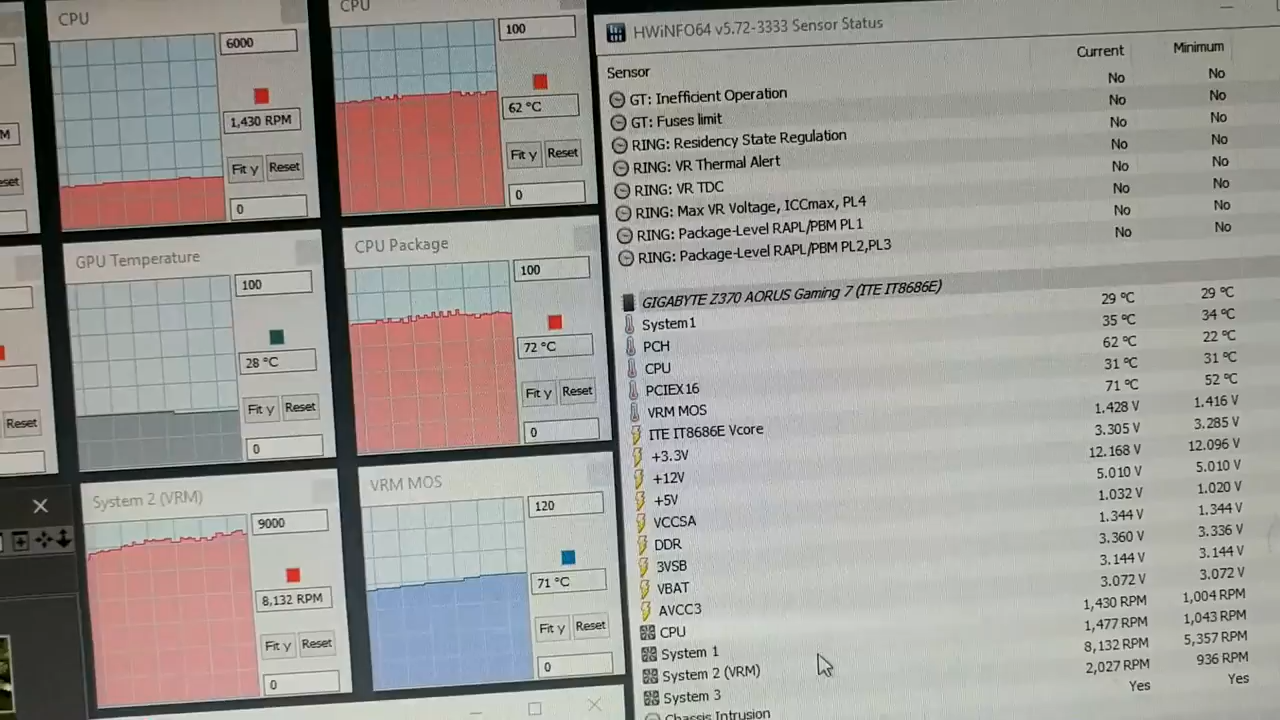 CPU
6000
1,430 RPM
Fit y
Reset
0
CPU
100
62 °C
Fit y
Reset
0
GPU Temperature
100
28 °C
Fit y
Reset
0
CPU Package
100
72 °C
Fit y
Reset
0
System 2 (VRM)
9000
8,132 RPM
Fit y
Reset
0
VRM MOS
120
71 °C
Fit y
Reset
0
M
set
Reset
HWiNFO64 v5.72-3333 Sensor Status
Sensor Current Minimum
No No
GT: Inefficient Operation No No
GT: Fuses limit No No
RING: Residency State Regulation No No
RING: VR Thermal Alert No No
RING: VR TDC No No
RING: Max VR Voltage, ICCmax, PL4 No No
RING: Package-Level RAPL/PBM PL1 No No
RING: Package-Level RAPL/PBM PL2,PL3
GIGABYTE Z370 AORUS Gaming 7 (ITE IT8686E)
System1 29 °C 29 °C
PCH 35 °C 34 °C
CPU 62 °C 22 °C
PCIEX16 31 °C 31 °C
VRM MOS 71 °C 52 °C
ITE IT8686E Vcore 1.428 V 1.416 V
+3.3V 3.305 V 3.285 V
+12V 12.168 V 12.096 V
+5V 5.010 V 5.010 V
VCCSA 1.032 V 1.020 V
DDR 1.344 V 1.344 V
3VSB 3.360 V 3.336 V
VBAT 3.144 V 3.144 V
AVCC3 3.072 V 3.072 V
CPU 1,430 RPM 1,004 RPM
System 1 1,477 RPM 1,043 RPM
System 2 (VRM) 8,132 RPM 5,357 RPM
System 3 2,027 RPM 936 RPM
Chassis Intrusion Yes Yes